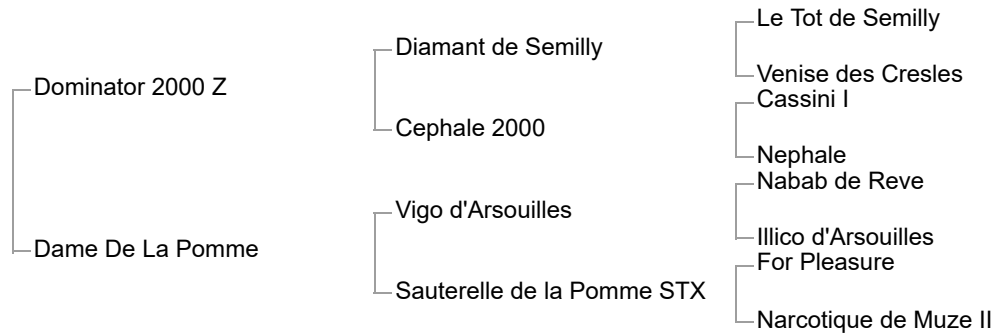 Le Tot de Semilly
Diamant de Semilly
Venise des Cresles
Dominator 2000 Z
Cassini I
Cephale 2000
Nephale
Nabab de Reve
Vigo d'Arsouilles
Illico d'Arsouilles
Dame De La Pomme
For Pleasure
Sauterelle de la Pomme STX
Narcotique de Muze II